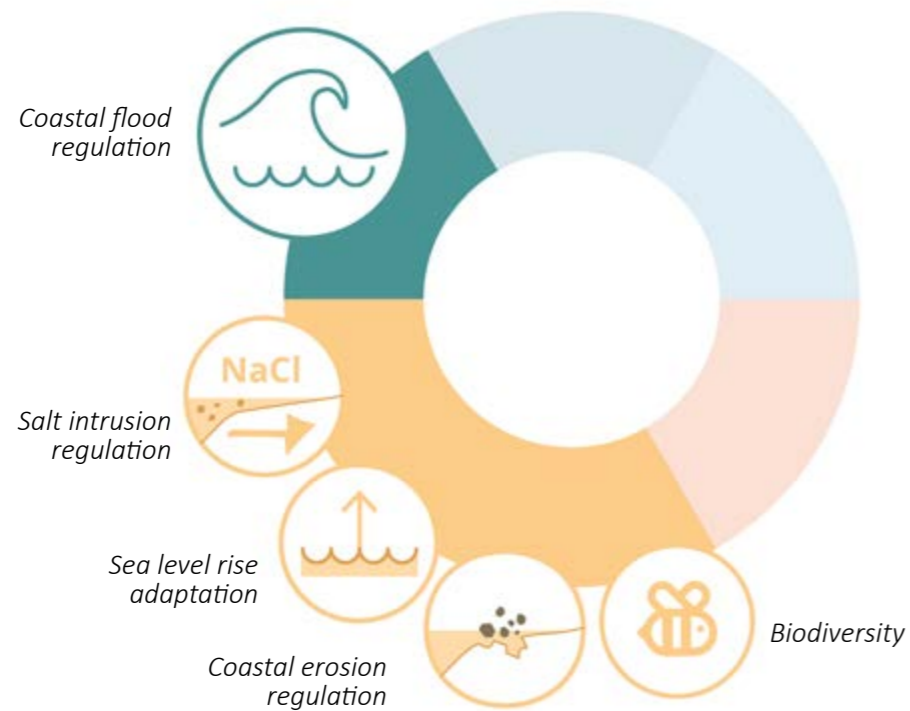 Coastal flood
regulation
NaCl
Salt intrusion
regulation
Sea level rise
adaptation
Coastal erosion
regulation
Biodiversity